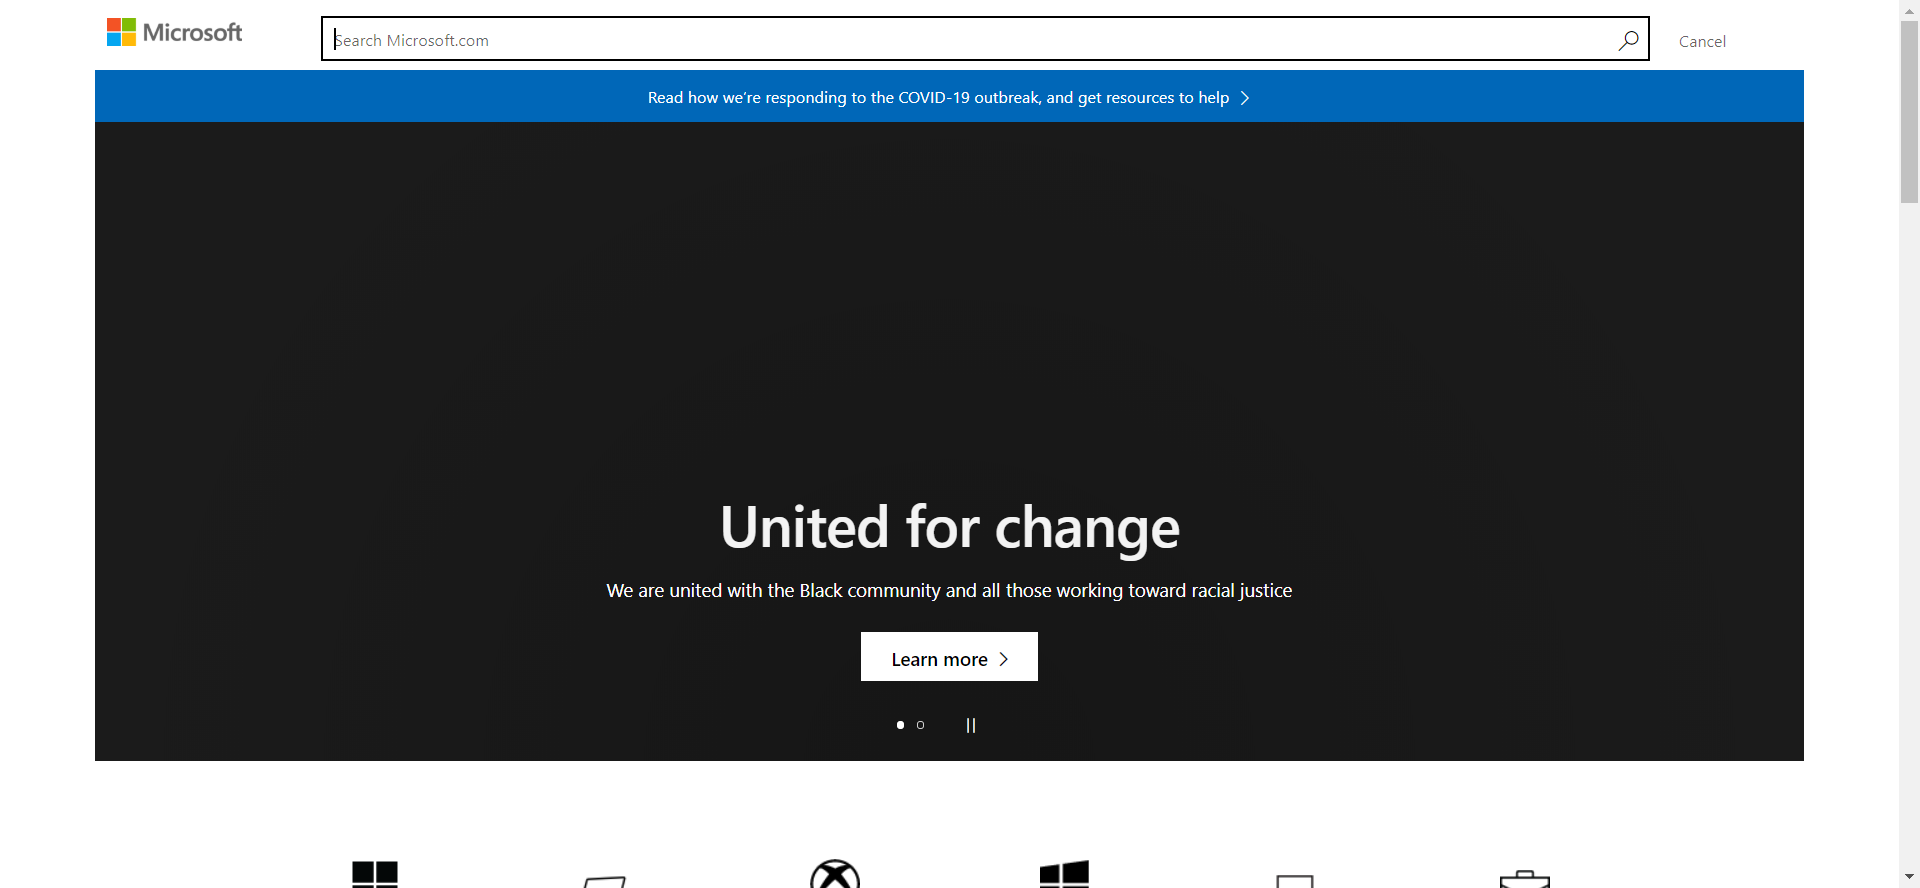 Microsoft
Search Microsoft.com
Cancel
Read how we're responding to the COVID-19 outbreak, and get resources to help
United for change
We are united with the Black community and all those working toward racial justice
Learn more